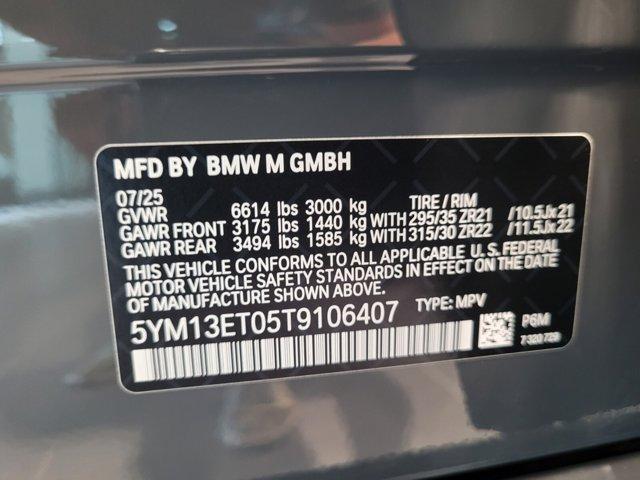 MFD BY BMW M GMBH
07/25
GVWR 6614 lbs 3000 kg TIRE / RIM
GAWR FRONT 3175 lbs 1440 kg WITH 295/35 ZR21 /10.5Jx21
GAWR REAR 3494 lbs 1585 kg WITH 315/30 ZR22 /11.5Jx22
THIS VEHICLE CONFORMS TO ALL APPLICABLE U.S. FEDERAL
MOTOR VEHICLE SAFETY STANDARDS IN EFFECT ON THE DATE
OF MANUFACTURE SHOWN ABOVE.
5YM13ET05T9106407 TYPE: MPV
P6M
7 320 729